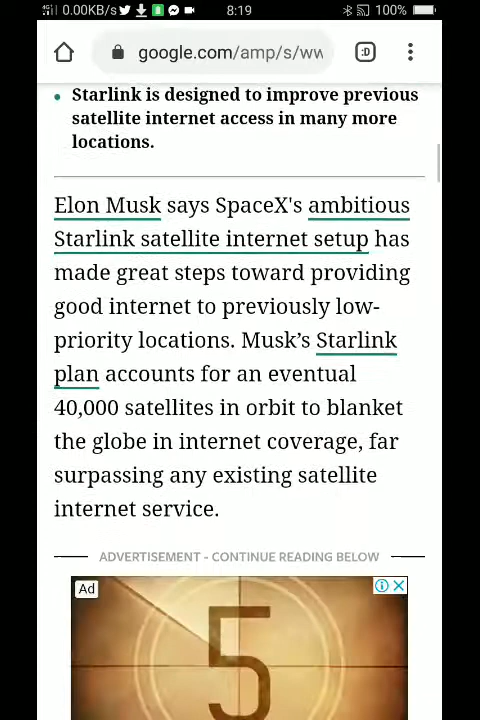 4G 0.00KB/s 8:19 100%
google.com/amp/s/ww :D
• Starlink is designed to improve previous
satellite internet access in many more
locations.
Elon Musk says SpaceX's ambitious
Starlink satellite internet setup has
made great steps toward providing
good internet to previously low-
priority locations. Musk’s Starlink
plan accounts for an eventual
40,000 satellites in orbit to blanket
the globe in internet coverage, far
surpassing any existing satellite
internet service.
ADVERTISEMENT - CONTINUE READING BELOW
Ad
5